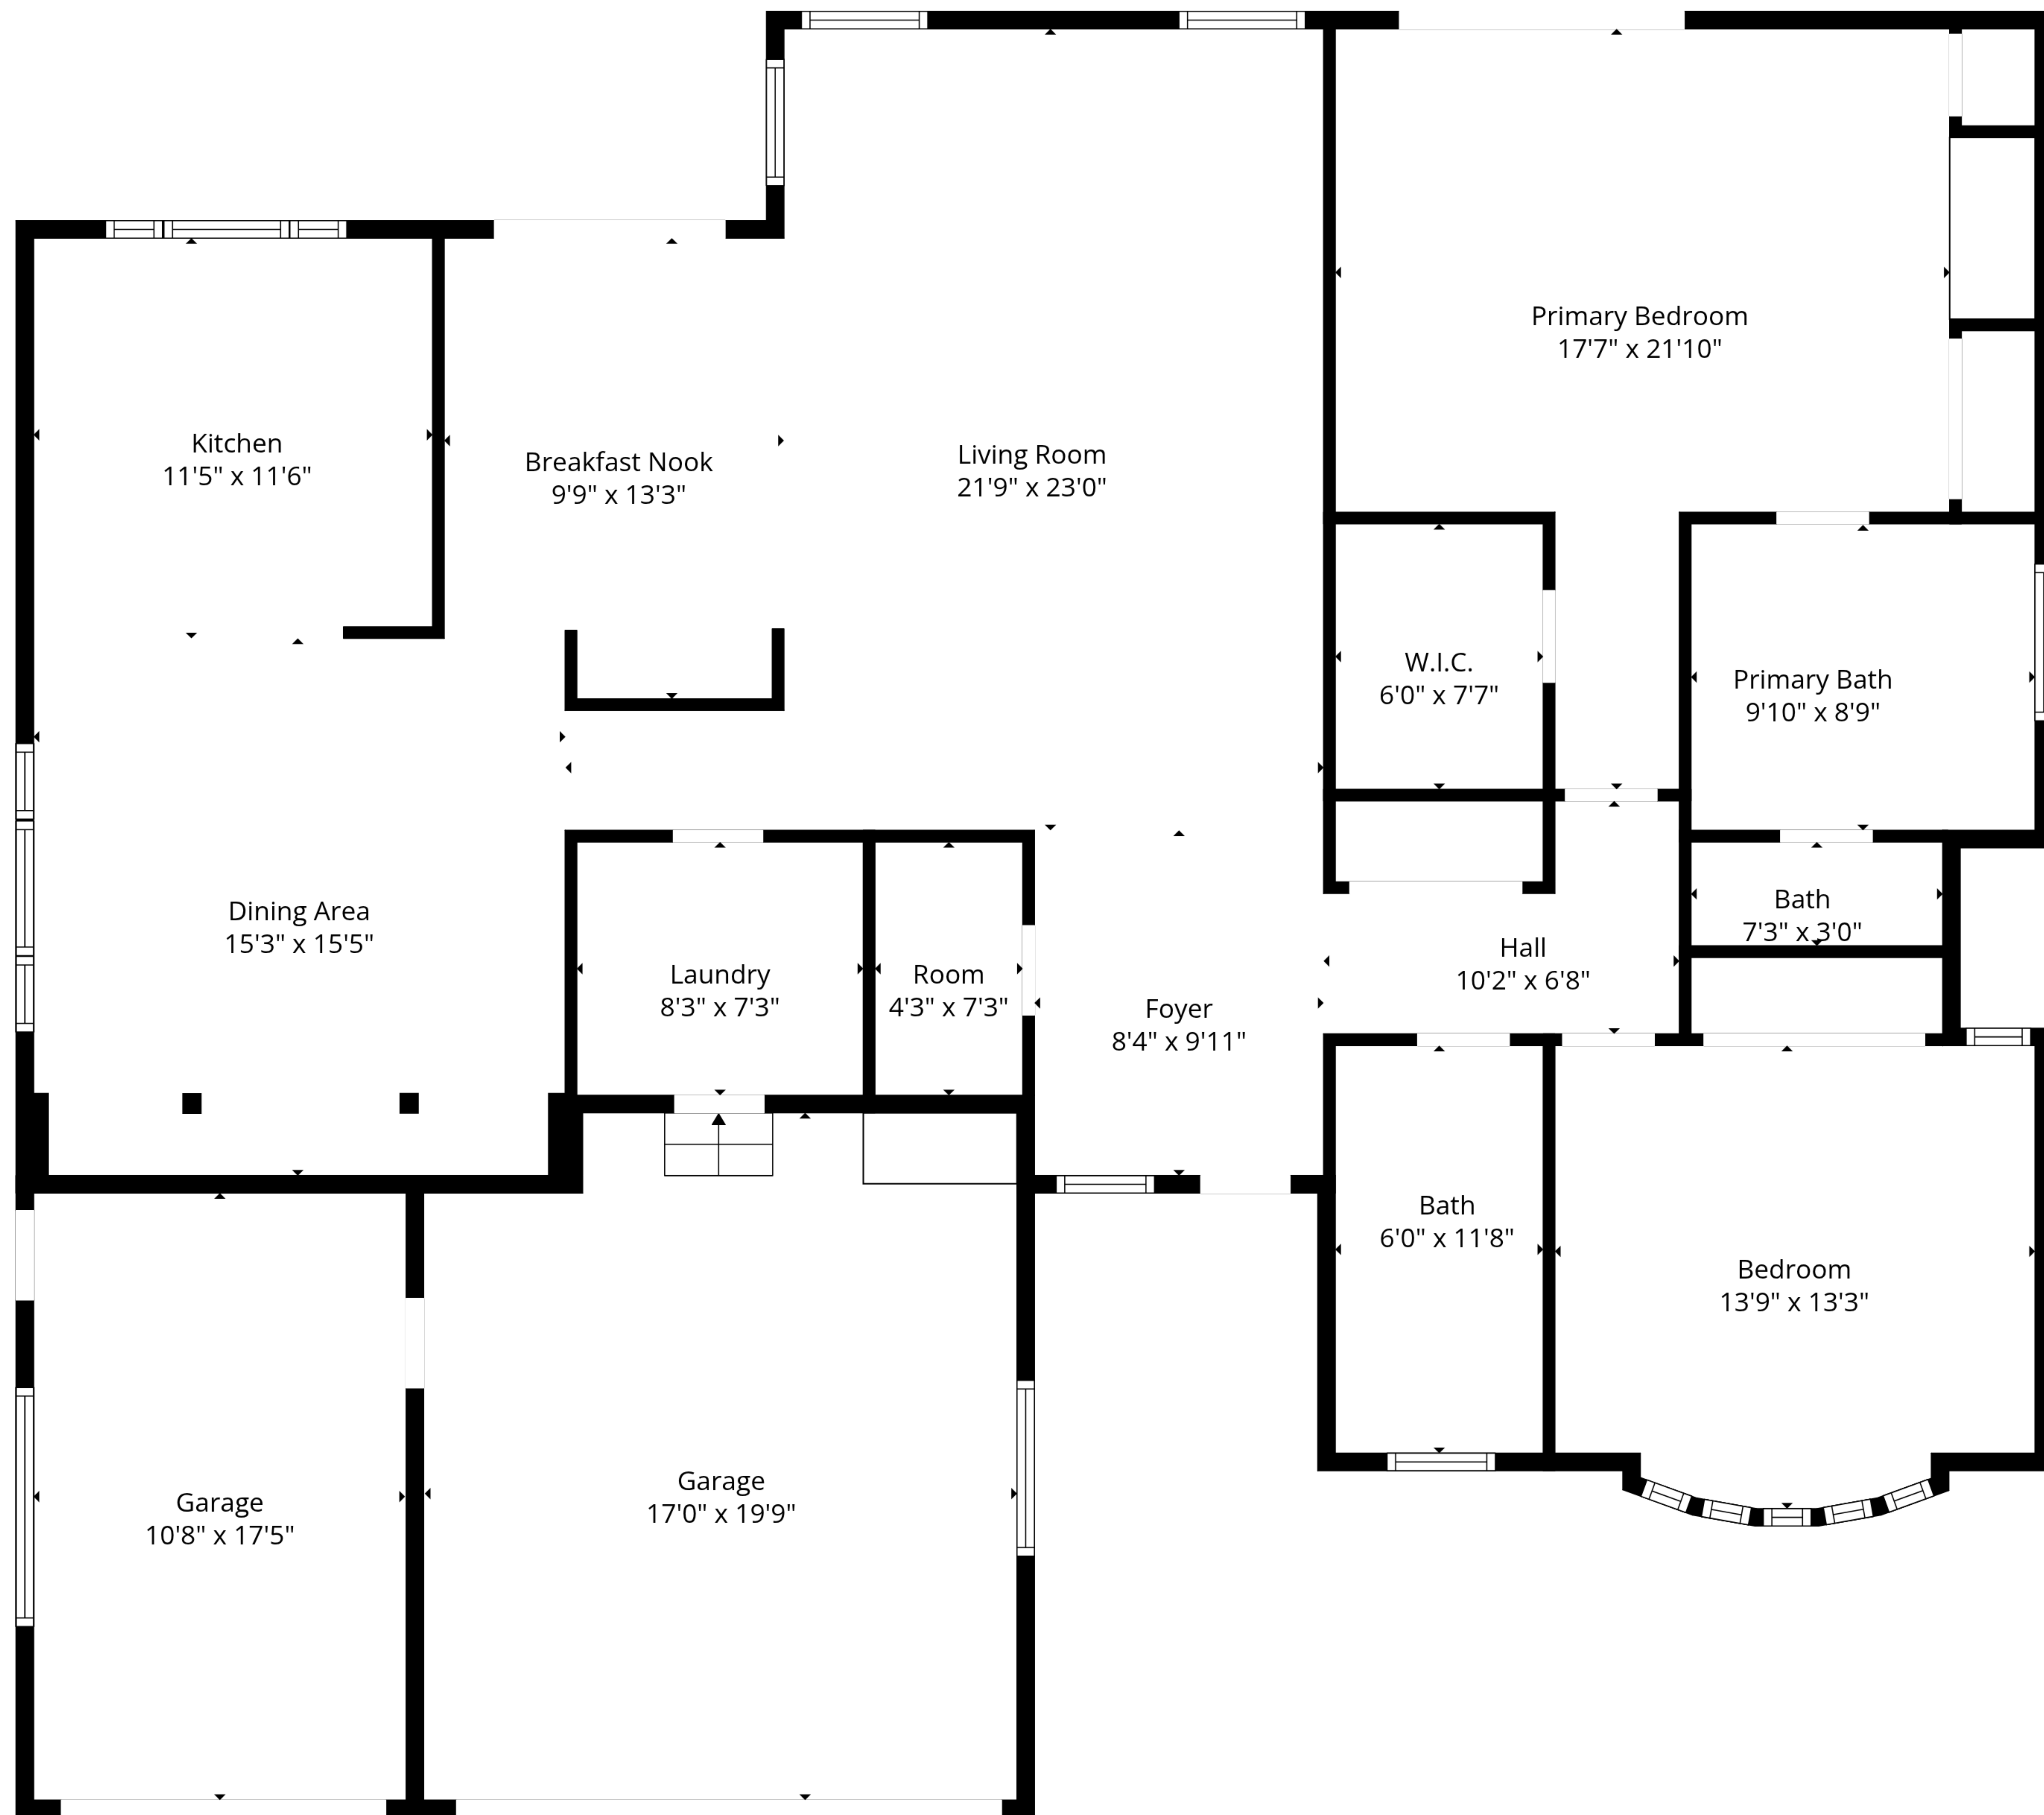 Primary Bedroom
17'7" x 21'10"
Kitchen
11'5" x 11'6"
Breakfast Nook
9'9" x 13'3"
Living Room
21'9" x 23'0"
W.I.C.
6'0" x 7'7"
Primary Bath
9'10" x 8'9"
Dining Area
15'3" x 15'5"
Bath
7'3" x 3'0"
Hall
10'2" x 6'8"
Laundry
8'3" x 7'3"
Room
4'3" x 7'3"
Foyer
8'4" x 9'11"
Bath
6'0" x 11'8"
Bedroom
13'9" x 13'3"
Garage
17'0" x 19'9"
Garage
10'8" x 17'5"